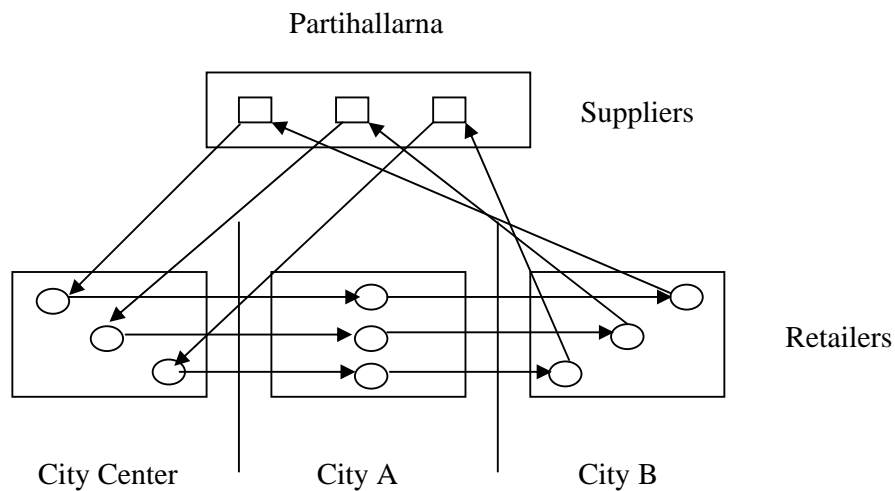 Partihallarna
Suppliers
Retailers
City Center
City A
City B